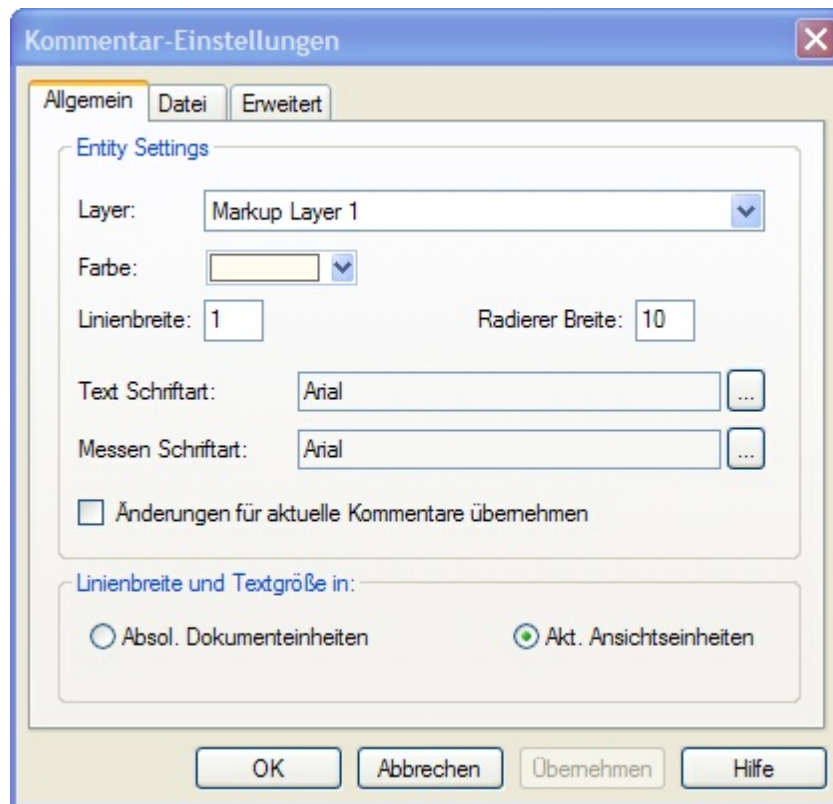 Kommentar-Einstellungen
Allgemein Datei Erweitert
Entity Settings
Layer: Markup Layer 1
Farbe:
Linienbreite: 1 Radierer Breite: 10
Text Schriftart: Arial ...
Messen Schriftart: Arial ...
Änderungen für aktuelle Kommentare übernehmen
Linienbreite und Textgröße in:
Absol. Dokumenteinheiten Akt. Ansichtseinheiten
OK Abbrechen Übernehmen Hilfe